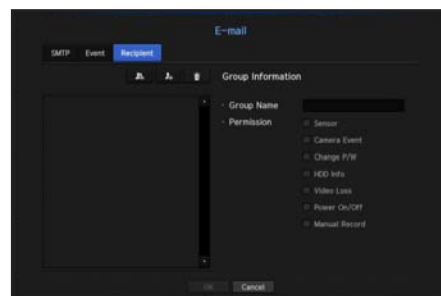 E-mail
SMTP Event Recipient
Group Information
Group Name
Permission
Sensor
Camera Event
Change P/W
HDD Info
Video Loss
Power On/Off
Manual Record
OK Cancel